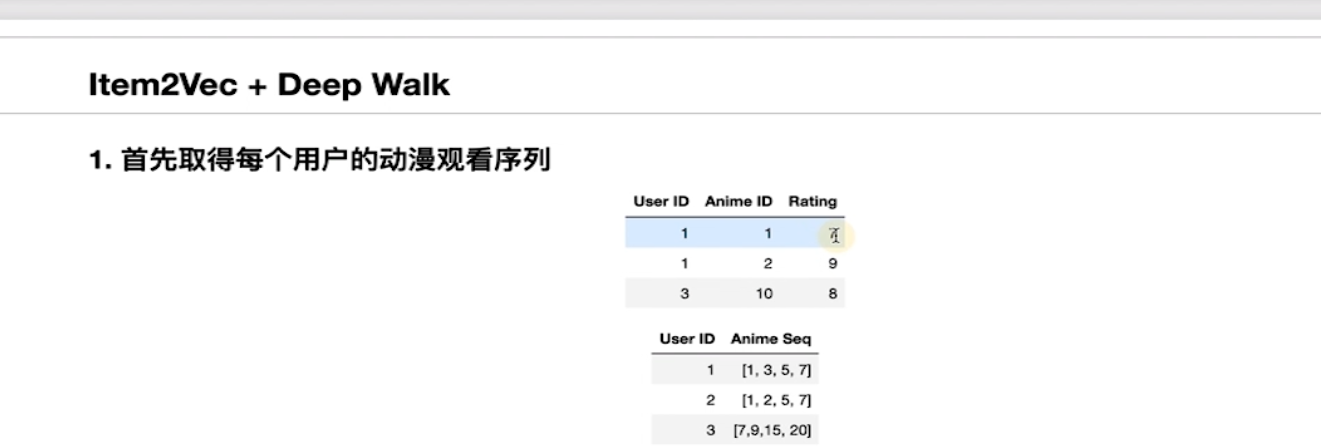 Item2Vec + Deep Walk
1. 首先取得每个用户的动漫观看序列
User ID Anime ID Rating
1 1
1 2 9
3 10 8
User ID Anime Seq
1 [1, 3, 5, 7]
2 [1, 2, 5, 7]
3 [7,9,15, 20]